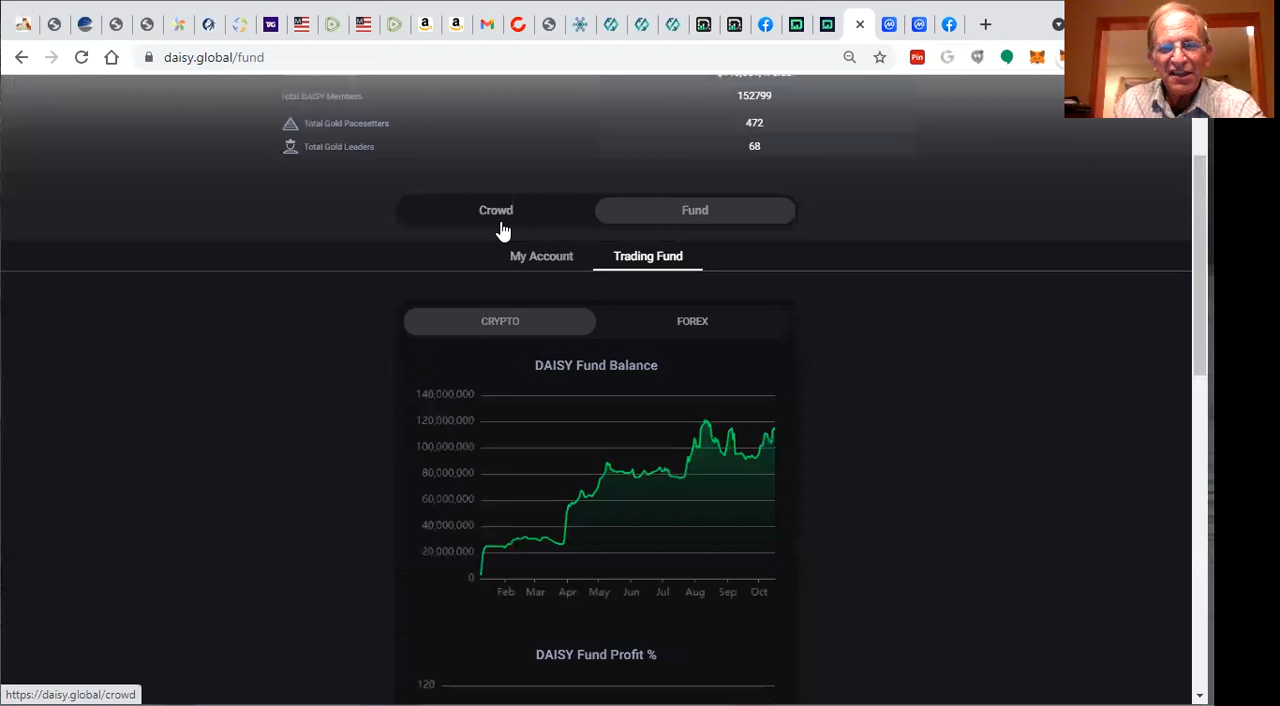 TG
a
a
daisy.global/fund
Pin
G
Total DAISY Members 152799
Total Gold Pacesetters 472
Total Gold Leaders 68
Crowd Fund
My Account Trading Fund
CRYPTO FOREX
DAISY Fund Balance
140,000,000
120,000,000
100,000,000
80,000,000
60,000,000
40,000,000
20,000,000
0
Feb Mar Apr May Jun Jul Aug Sep Oct
DAISY Fund Profit %
120
https://daisy.global/crowd